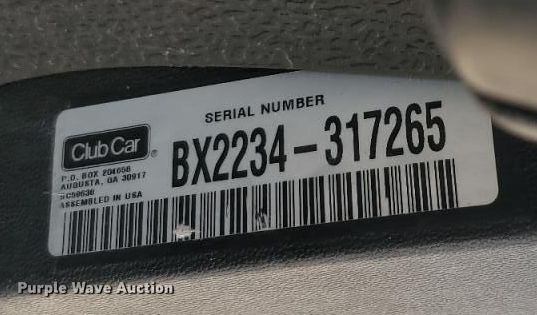 SERIAL NUMBER
Club Car®
BX2234-317265
P.O. BOX 204658
AUGUSTA, GA 30917
ASSEMBLED IN USA
Purple Wave Auction